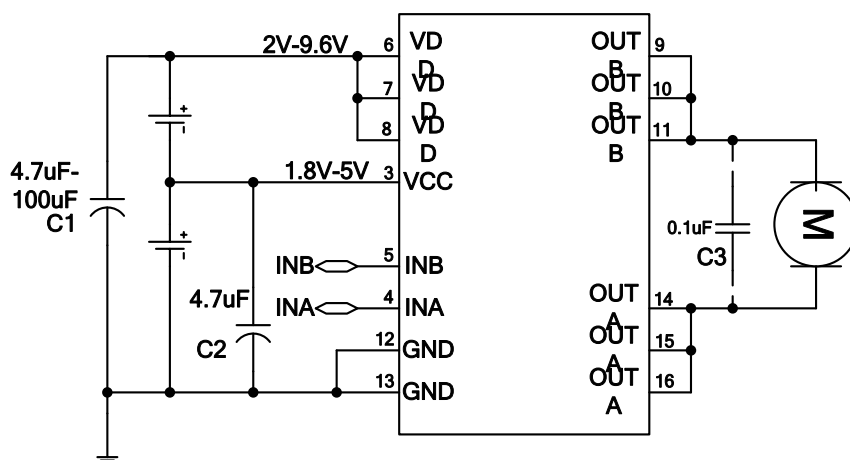 2V-9.6V
6
VD
D
7
VD
D
8
VD
D
1.8V-5V
3
VCC
5
INB
INB
4
INA
INA
12
GND
13
GND
4.7uF-
100uF
C1
+
+
4.7uF
C2
OUT
B
9
OUT
B
10
OUT
B
11
OUT
A
14
OUT
A
15
OUT
A
16
0.1uF
C3
M